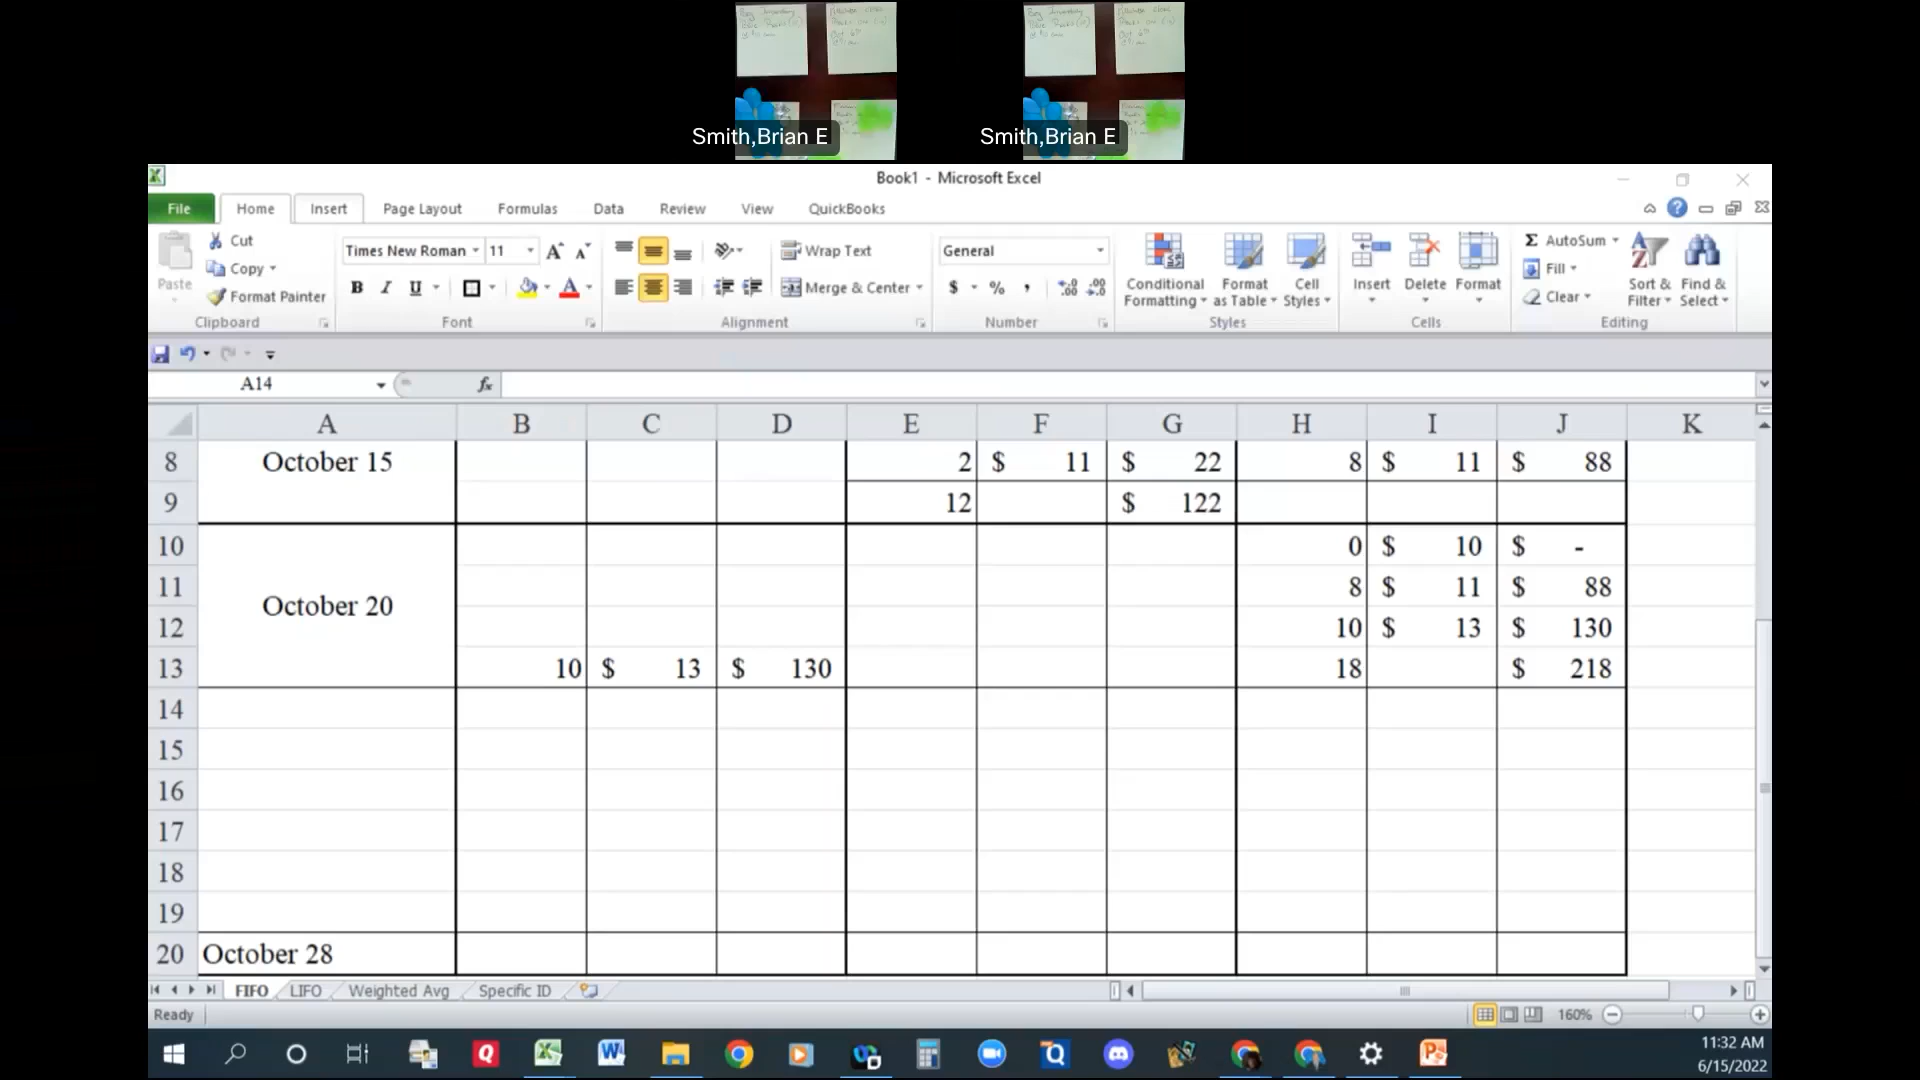 Smith,Brian E
Smith,Brian E
Book1 - Microsoft Excel
File Home Insert Page Layout Formulas Data Review View QuickBooks
Paste
Cut
Copy
Format Painter
Clipboard
Times New Roman 11
B I U
Font
Wrap Text
Merge & Center
Alignment
General
$ % ,
Number
Conditional Formatting
Format as Table
Cell Styles
Styles
Insert Delete Format
Cells
Σ AutoSum
Fill
Clear
Sort & Filter
Find & Select
Editing
A14 fx
A B C D E F G H I J K
8 October 15 2 $ 11 $ 22 8 $ 11 $ 88
9 12 $ 122
10 0 $ 10 $ -
11 8 $ 11 $ 88
October 20
12 10 $ 13 $ 130
13 10 $ 13 $ 130 18 $ 218
14
15
16
17
18
19
20 October 28
FIFO LIFO Weighted Avg Specific ID
Ready 160%
11:32 AM
6/15/2022